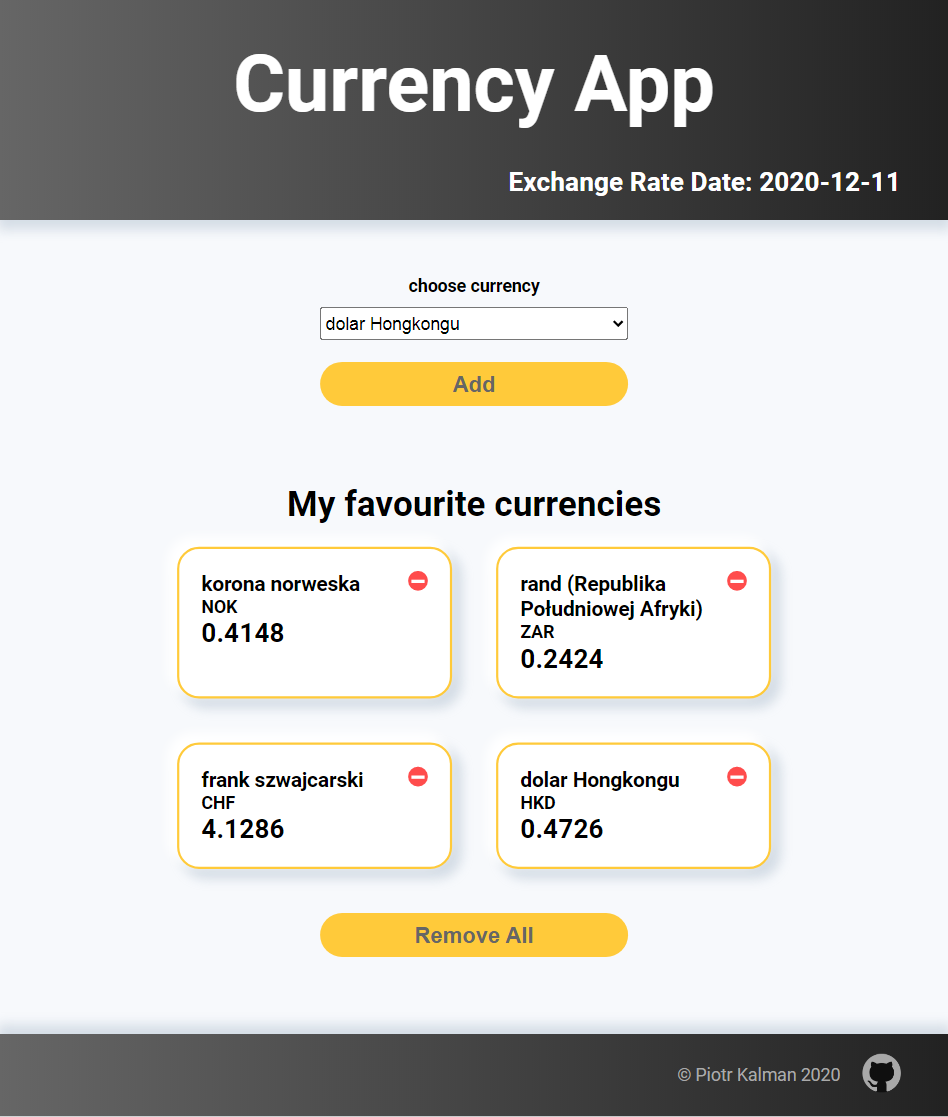 Currency App
Exchange Rate Date: 2020-12-11
choose currency
dolar Hongkongu
Add
My favourite currencies
korona norweska
NOK
0.4148
rand (Republika
Południowej Afryki)
ZAR
0.2424
frank szwajcarski
CHF
4.1286
dolar Hongkongu
HKD
0.4726
Remove All
© Piotr Kalman 2020